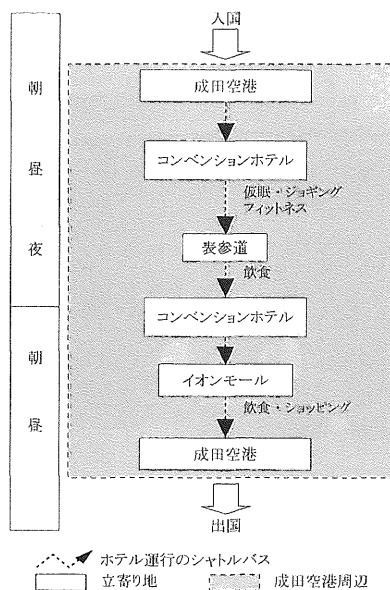 入国
朝
昼
夜
朝
昼
成田空港
コンベンションホテル
仮眠・ジョギング
フィットネス
表参道
飲食
コンベンションホテル
イオンモール
飲食・ショッピング
成田空港
出国
ホテル運行のシャトルバス
立寄り地
成田空港周辺